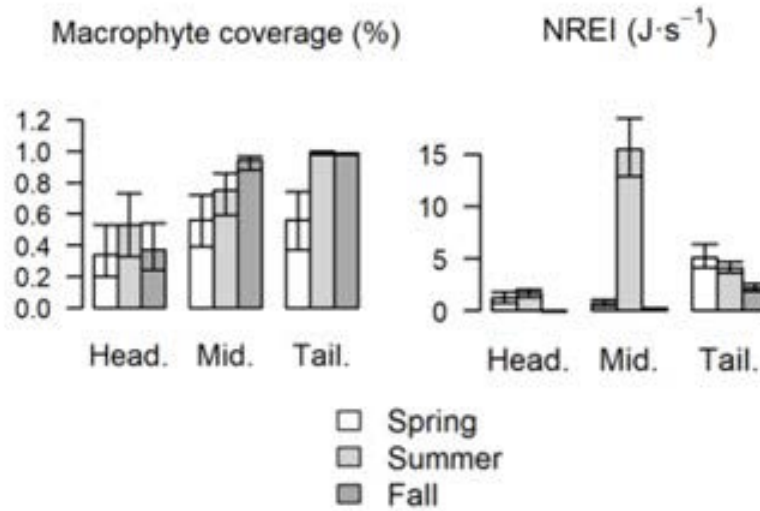 Macrophyte coverage (%)
NREI (J·s⁻¹)
1.2
1.0
0.8
0.6
0.4
0.2
0.0
Head. Mid. Tail.
15
10
5
0
Head. Mid. Tail.
Spring
Summer
Fall